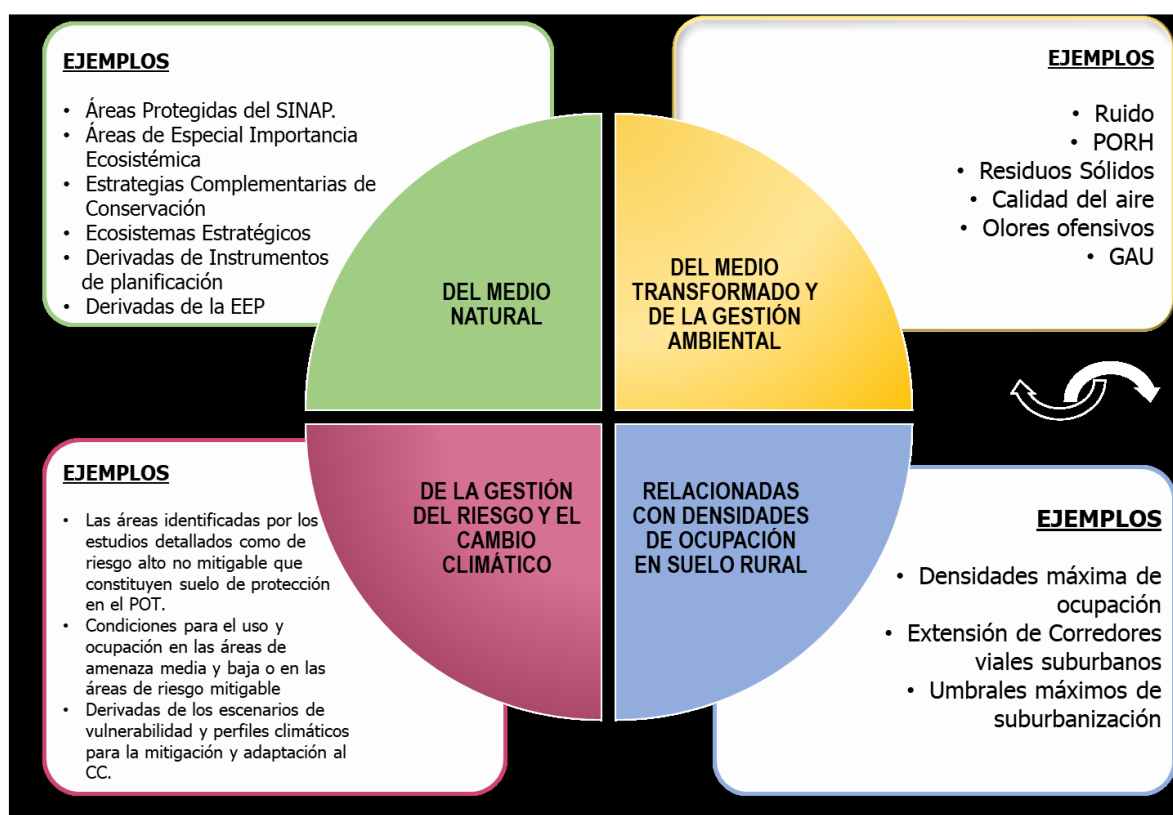 EJEMPLOS
• Áreas Protegidas del SINAP.
• Áreas de Especial Importancia
Ecosistémica
• Estrategias Complementarias de
Conservación
• Ecosistemas Estratégicos
• Derivadas de Instrumentos
de planificación
• Derivadas de la EEP
EJEMPLOS
• Ruido
• PORH
• Residuos Sólidos
• Calidad del aire
• Olores ofensivos
• GAU
DEL MEDIO
NATURAL
DEL MEDIO
TRANSFORMADO Y
DE LA GESTIÓN
AMBIENTAL
DE LA GESTIÓN
DEL RIESGO Y EL
CAMBIO
CLIMÁTICO
RELACIONADAS
CON DENSIDADES
DE OCUPACIÓN
EN SUELO RURAL
EJEMPLOS
• Las áreas identificadas por los
estudios detallados como de
riesgo alto no mitigable que
constituyen suelo de protección
en el POT.
• Condiciones para el uso y
ocupación en las áreas de
amenaza media y baja o en las
áreas de riesgo mitigable
• Derivadas de los escenarios de
vulnerabilidad y perfiles climáticos
para la mitigación y adaptación al
CC.
EJEMPLOS
• Densidades máxima de
ocupación
• Extensión de Corredores
viales suburbanos
• Umbrales máximos de
suburbanización